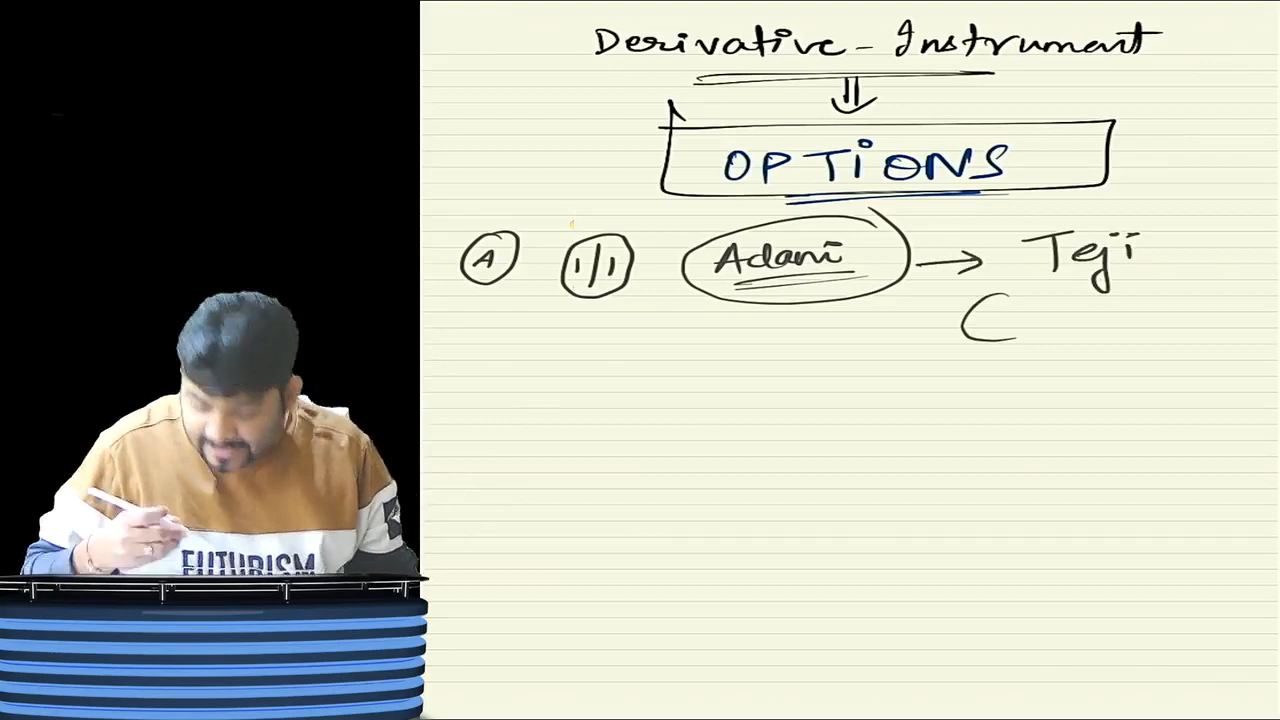 Derivative - Instrument
OPTiONS
A 1/1 Adani → Teji
(
FUTURISM